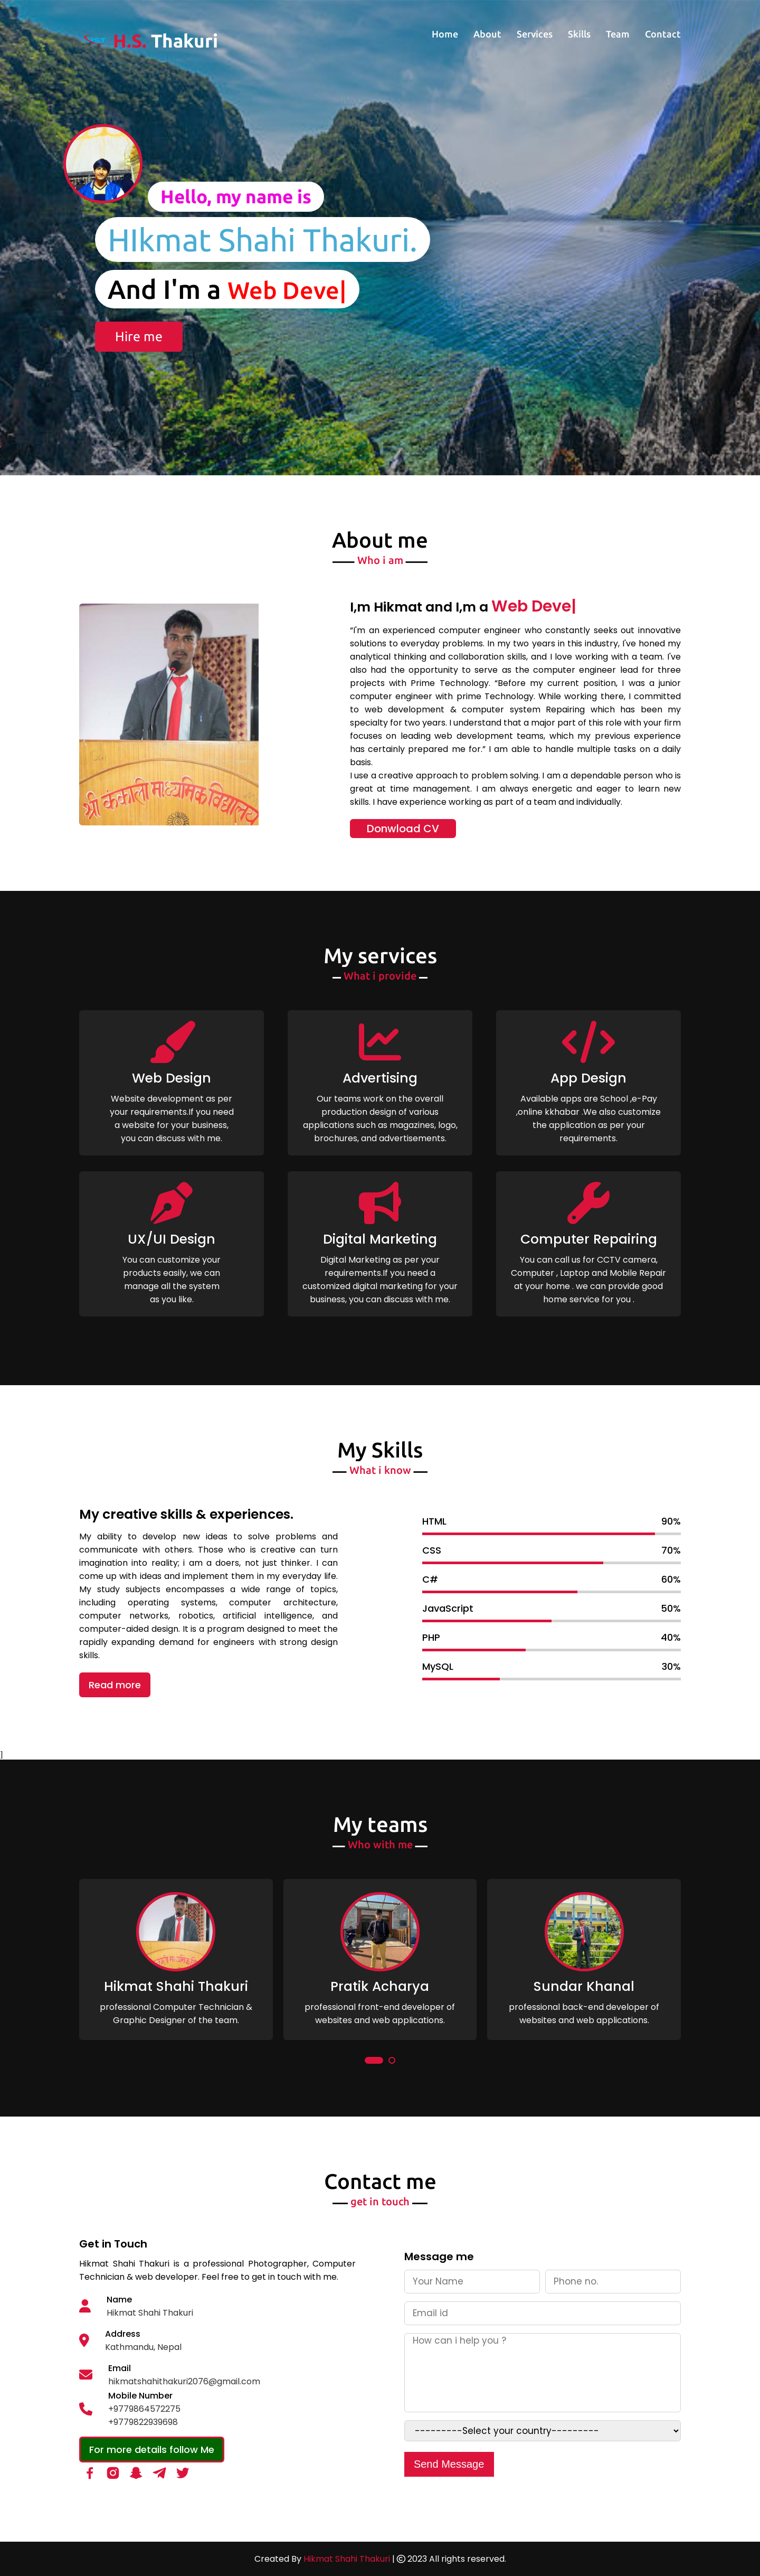 H.S. Thakuri
Home About Services Skills Team Contact
Hello, my name is
HIkmat Shahi Thakuri.
And I'm a Web Deve|
Hire me
About me
Who i am
I,m Hikmat and I,m a Web Deve|
“I'm an experienced computer engineer who constantly seeks out innovative
solutions to everyday problems. In my two years in this industry, I've honed my
analytical thinking and collaboration skills, and I love working with a team. I've
also had the opportunity to serve as the computer engineer lead for three
projects with Prime Technology. “Before my current position, I was a junior
computer engineer with prime Technology. While working there, I committed
to web development & computer system Repairing which has been my
specialty for two years. I understand that a major part of this role with your firm
focuses on leading web development teams, which my previous experience
has certainly prepared me for.” I am able to handle multiple tasks on a daily
basis.
I use a creative approach to problem solving. I am a dependable person who is
great at time management. I am always energetic and eager to learn new
skills. I have experience working as part of a team and individually.
Donwload CV
श्री कंकाली माध्यमिक विद्यालय
My services
What i provide
Web Design
Website development as per
your requirements.If you need
a website for your business,
you can discuss with me.
Advertising
Our teams work on the overall
production design of various
applications such as magazines, logo,
brochures, and advertisements.
App Design
Available apps are School ,e-Pay
,online kkhabar .We also customize
the application as per your
requirements.
UX/UI Design
You can customize your
products easily, we can
manage all the system
as you like.
Digital Marketing
Digital Marketing as per your
requirements.If you need a
customized digital marketing for your
business, you can discuss with me.
Computer Repairing
You can call us for CCTV camera,
Computer , Laptop and Mobile Repair
at your home . we can provide good
home service for you .
My Skills
What i know
My creative skills & experiences.
My ability to develop new ideas to solve problems and
communicate with others. Those who is creative can turn
imagination into reality; i am a doers, not just thinker. I can
come up with ideas and implement them in my everyday life.
My study subjects encompasses a wide range of topics,
including operating systems, computer architecture,
computer networks, robotics, artificial intelligence, and
computer-aided design. It is a program designed to meet the
rapidly expanding demand for engineers with strong design
skills.
Read more
HTML 90%
CSS 70%
C# 60%
JavaScript 50%
PHP 40%
MySQL 30%
]
My teams
Who with me
Hikmat Shahi Thakuri
professional Computer Technician &
Graphic Designer of the team.
Pratik Acharya
professional front-end developer of
websites and web applications.
Sundar Khanal
professional back-end developer of
websites and web applications.
Contact me
get in touch
Get in Touch
Hikmat Shahi Thakuri is a professional Photographer, Computer
Technician & web developer. Feel free to get in touch with me.
Name
Hikmat Shahi Thakuri
Address
Kathmandu, Nepal
Email
hikmatshahithakuri2076@gmail.com
Mobile Number
+9779864572275
+9779822939698
For more details follow Me
Message me
Your Name
Phone no.
Email id
How can i help you ?
---------Select your country---------
Send Message
Created By Hikmat Shahi Thakuri | © 2023 All rights reserved.